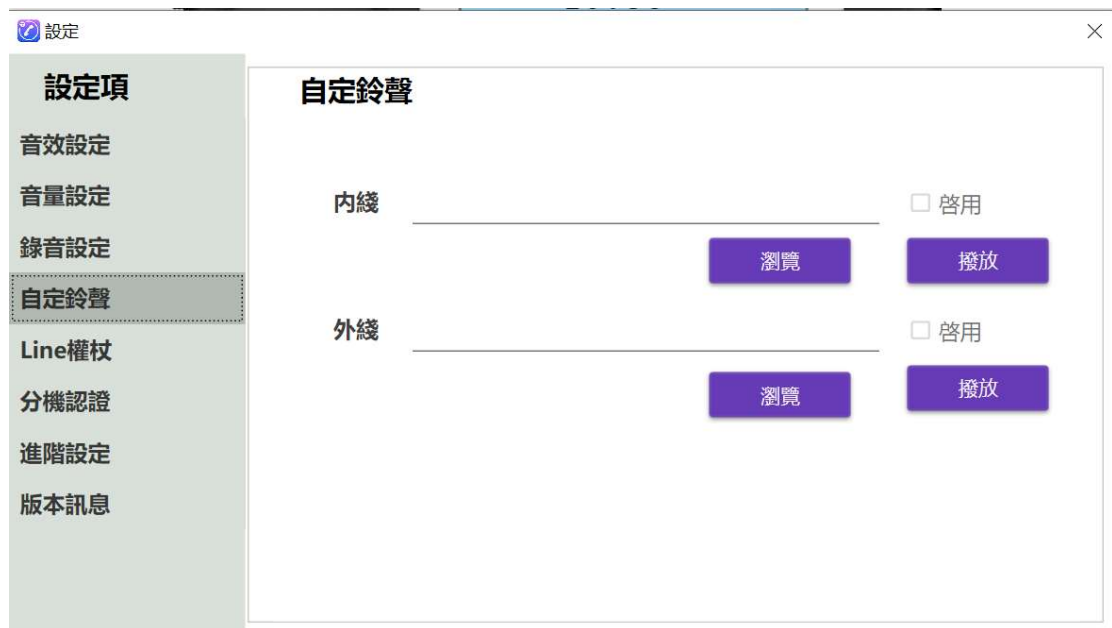 設定
設定項
音效設定
音量設定
錄音設定
自定鈴聲
Line權杖
分機認證
進階設定
版本訊息
自定鈴聲
内綫
啓用
瀏覽
撥放
外綫
啓用
瀏覽
撥放